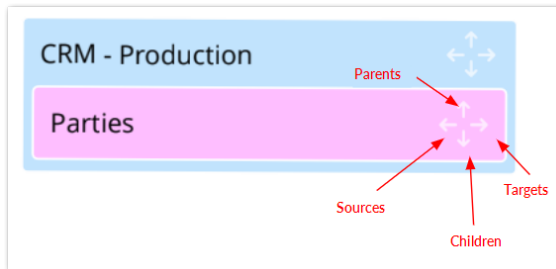 CRM - Production
Parents
Parties
Targets
Sources
Children